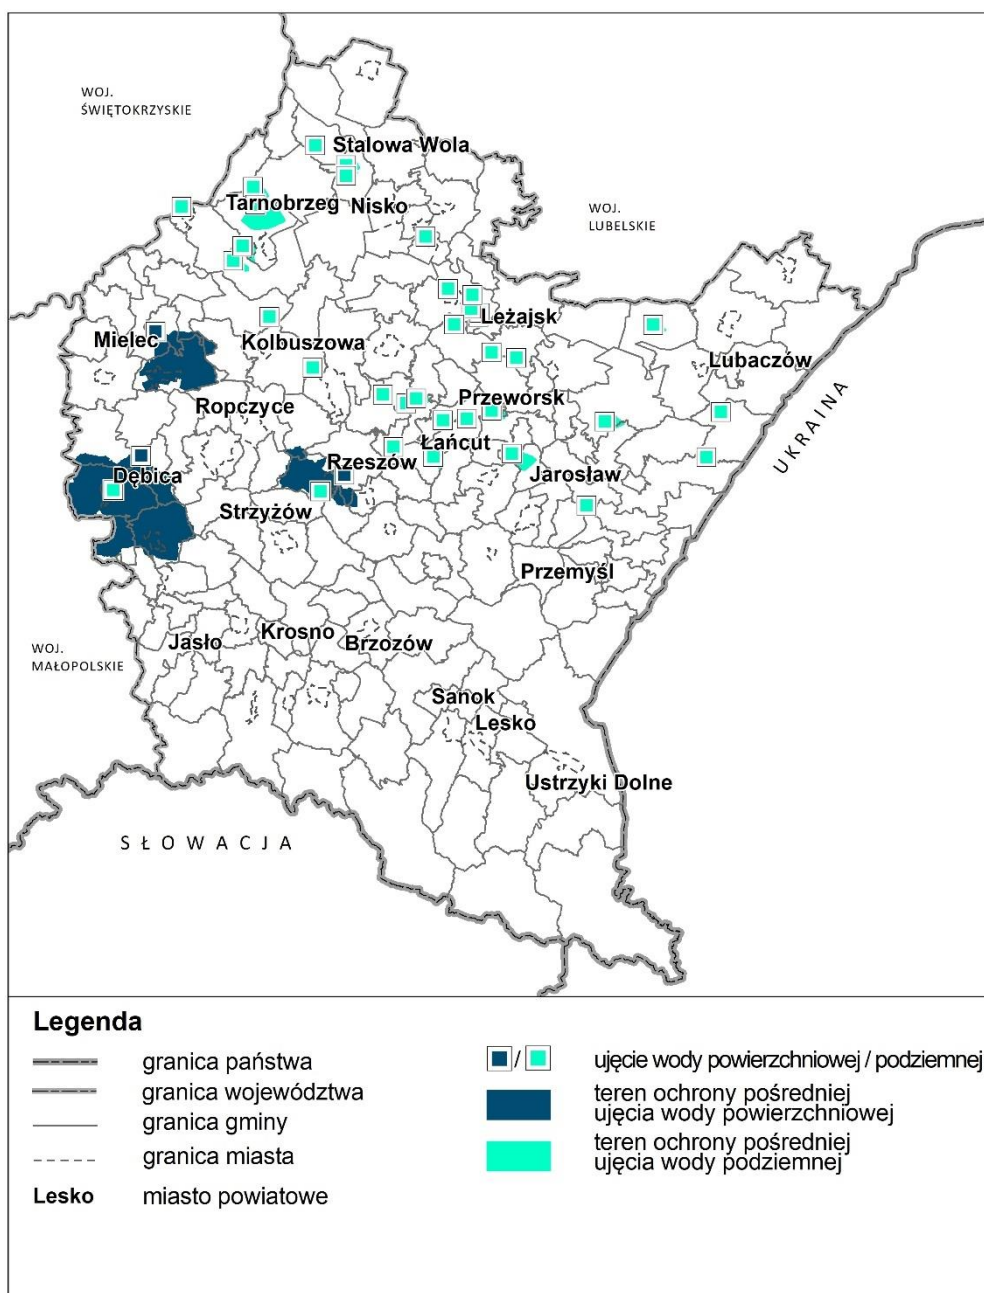 WOJ.
ŚWIĘTOKRZYSKIE
Stalowa Wola
Tarnobrzeg
Nisko
WOJ.
LUBELSKIE
Leżajsk
Mielec
Kolbuszowa
Lubaczów
Ropczyce
Przeworsk
Łańcut
UKRAINA
Rzeszów
Dębica
Jarosław
Strzyżów
Przemyśl
Krosno
Jasło
Brzozów
WOJ.
MAŁOPOLSKIE
Sanok
Lesko
Ustrzyki Dolne
SŁOWACJA
Legenda
granica państwa
granica województwa
granica gminy
granica miasta
Lesko miasto powiatowe
/ ujęcie wody powierzchniowej / podziemnej
teren ochrony pośredniej
ujęcia wody powierzchniowej
teren ochrony pośredniej
ujęcia wody podziemnej